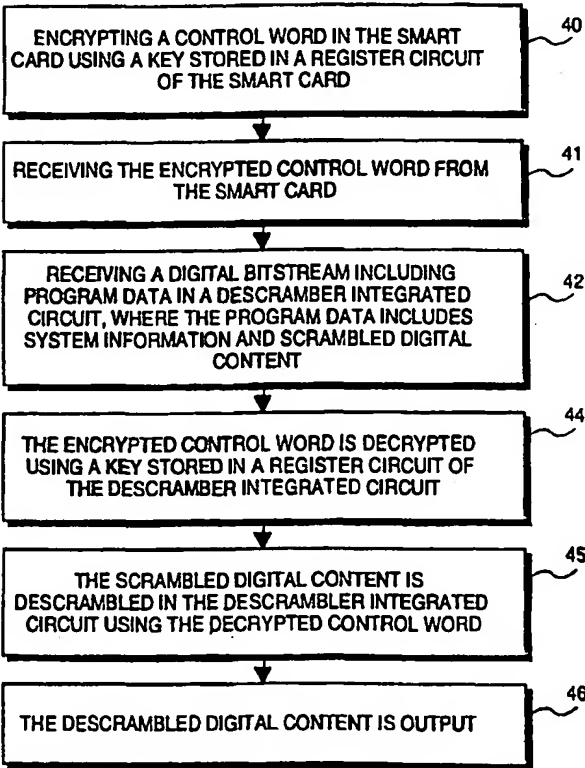 40
ENCRYPTING A CONTROL WORD IN THE SMART
CARD USING A KEY STORED IN A REGISTER CIRCUIT
OF THE SMART CARD
41
RECEIVING THE ENCRYPTED CONTROL WORD FROM
THE SMART CARD
42
RECEIVING A DIGITAL BITSTREAM INCLUDING
PROGRAM DATA IN A DESCRAMBER INTEGRATED
CIRCUIT, WHERE THE PROGRAM DATA INCLUDES
SYSTEM INFORMATION AND SCRAMBLED DIGITAL
CONTENT
44
THE ENCRYPTED CONTROL WORD IS DECRYPTED
USING A KEY STORED IN A REGISTER CIRCUIT OF
THE DESCRAMBER INTEGRATED CIRCUIT
45
THE SCRAMBLED DIGITAL CONTENT IS
DESCRAMBLED IN THE DESCRAMBLER INTEGRATED
CIRCUIT USING THE DECRYPTED CONTROL WORD
46
THE DESCRAMBLED DIGITAL CONTENT IS OUTPUT